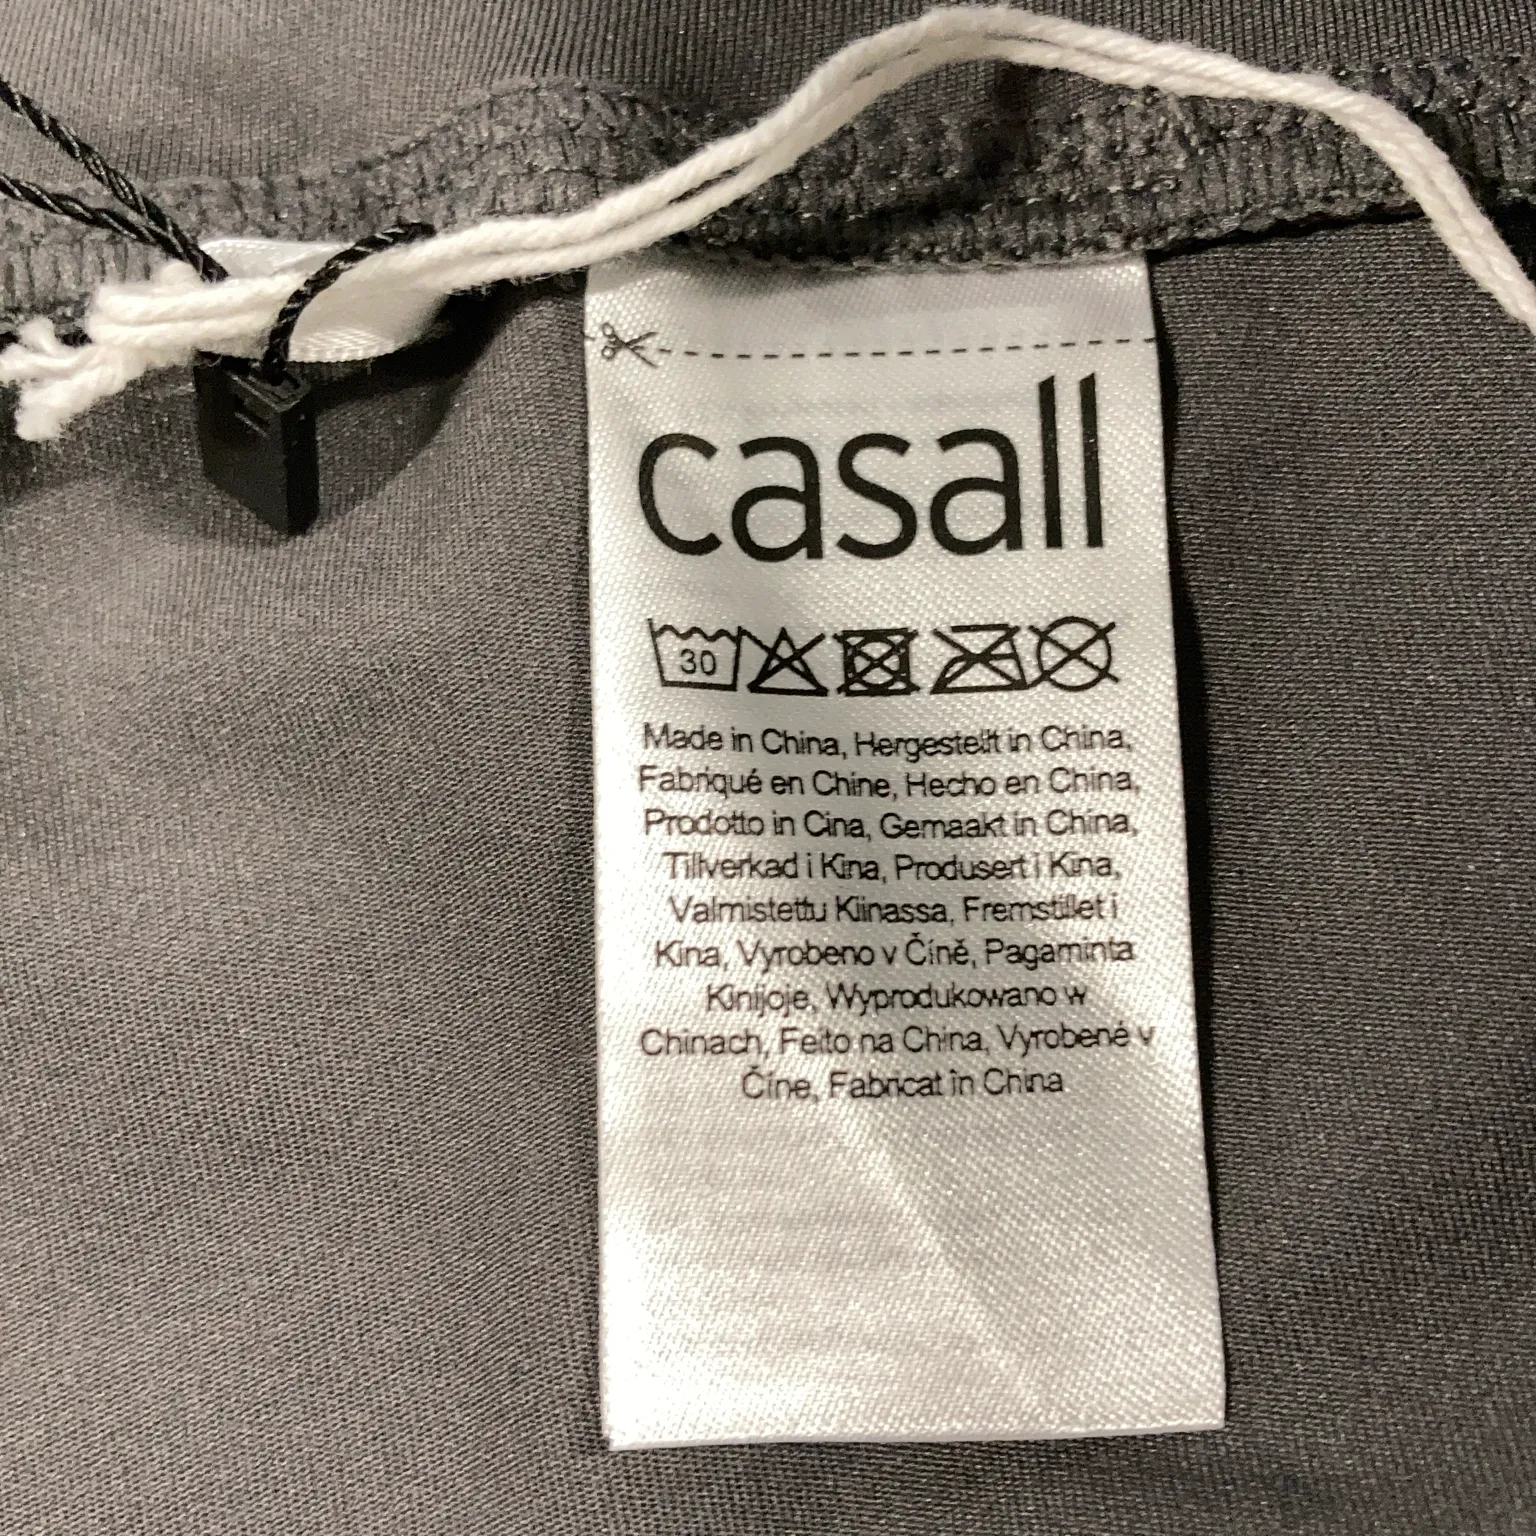 casall
30
Made in China, Hergestellt in China,
Fabriqué en Chine, Hecho en China,
Prodotto in Cina, Gemaakt in China,
Tillverkad i Kina, Produsert i Kina,
Valmistettu Kiinassa, Fremstillet i
Kina, Vyrobeno v Číně, Pagaminta
Kinijoje, Wyprodukowano w
Chinach, Feito na China, Vyrobené v
Číne, Fabricat în China